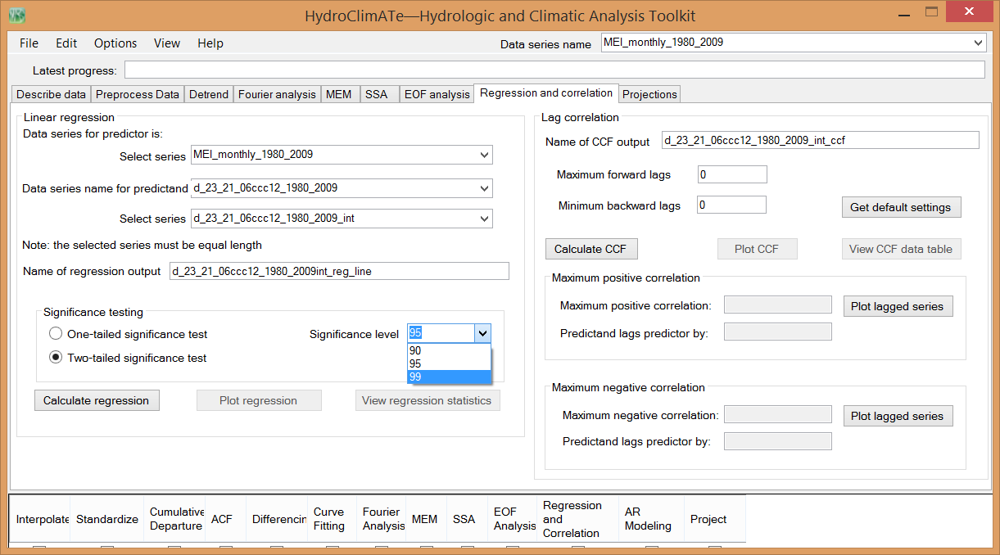 HydroClimATe—Hydrologic and Climatic Analysis Toolkit
File Edit Options View Help
Data series name MEI_monthly_1980_2009
Latest progress:
Describe data Preprocess Data Detrend Fourier analysis MEM SSA EOF analysis Regression and correlation Projections
Linear regression
Data series for predictor is:
Select series MEI_monthly_1980_2009
Data series name for predictand d_23_21_06ccc12_1980_2009
Select series d_23_21_06ccc12_1980_2009_int
Note: the selected series must be equal length
Name of regression output d_23_21_06ccc12_1980_2009int_reg_line
Significance testing
One-tailed significance test
Significance level 95
90
95
99
Two-tailed significance test
Calculate regression Plot regression View regression statistics
Lag correlation
Name of CCF output d_23_21_06ccc12_1980_2009_int_ccf
Maximum forward lags 0
Minimum backward lags 0
Get default settings
Calculate CCF Plot CCF View CCF data table
Maximum positive correlation
Maximum positive correlation: Plot lagged series
Predictand lags predictor by:
Maximum negative correlation
Maximum negative correlation: Plot lagged series
Predictand lags predictor by:
Interpolate
Standardize
Cumulative
Departure
ACF
Differencin
Curve
Fitting
Fourier
Analysis
MEM
SSA
EOF
Analysis
Regression
and
Correlation
AR
Modeling
Project